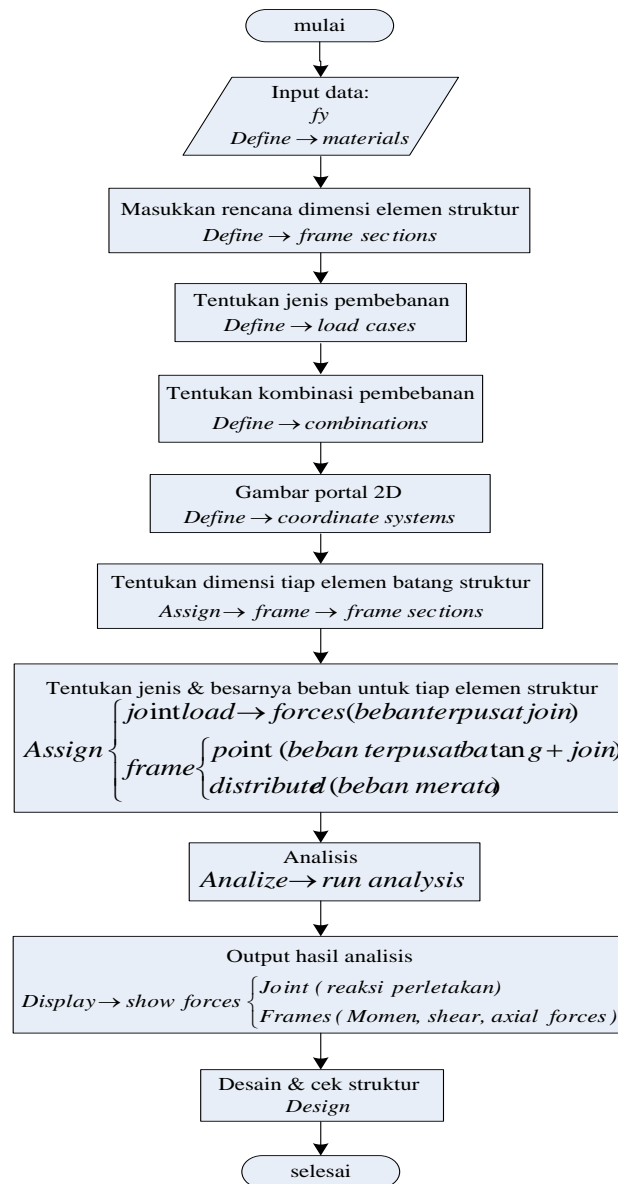 mulai
Input data:
fy
Define → materials
Masukkan rencana dimensi elemen struktur
Define → frame sections
Tentukan jenis pembebanan
Define → load cases
Tentukan kombinasi pembebanan
Define → combinations
Gambar portal 2D
Define → coordinate systems
Tentukan dimensi tiap elemen batang struktur
Assign → frame → frame sections
Tentukan jenis & besarnya beban untuk tiap elemen struktur
Assign { joint load → forces (bebanterpusat join)
frame { point (beban terpusatbatang + join)
distributed (beban merata)
Analisis
Analize → run analysis
Output hasil analisis
Display → show forces { Joint ( reaksi perletakan)
Frames ( Momen, shear, axial forces )
Desain & cek struktur
Design
selesai